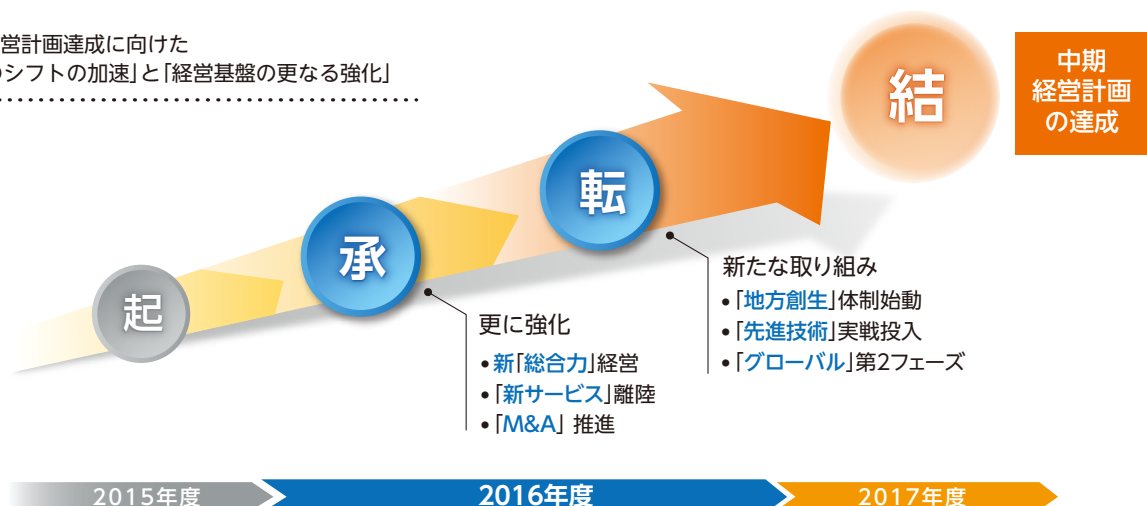 営計画達成に向けた
シフトの加速」と「経営基盤の更なる強化」
結
中期
経営計画
の達成
転
承
起
新たな取り組み
•「地方創生」体制始動
•「先進技術」実戦投入
•「グローバル」第2フェーズ
更に強化
•新「総合力」経営
•「新サービス」離陸
•「M&A」 推進
2015年度
2016年度
2017年度